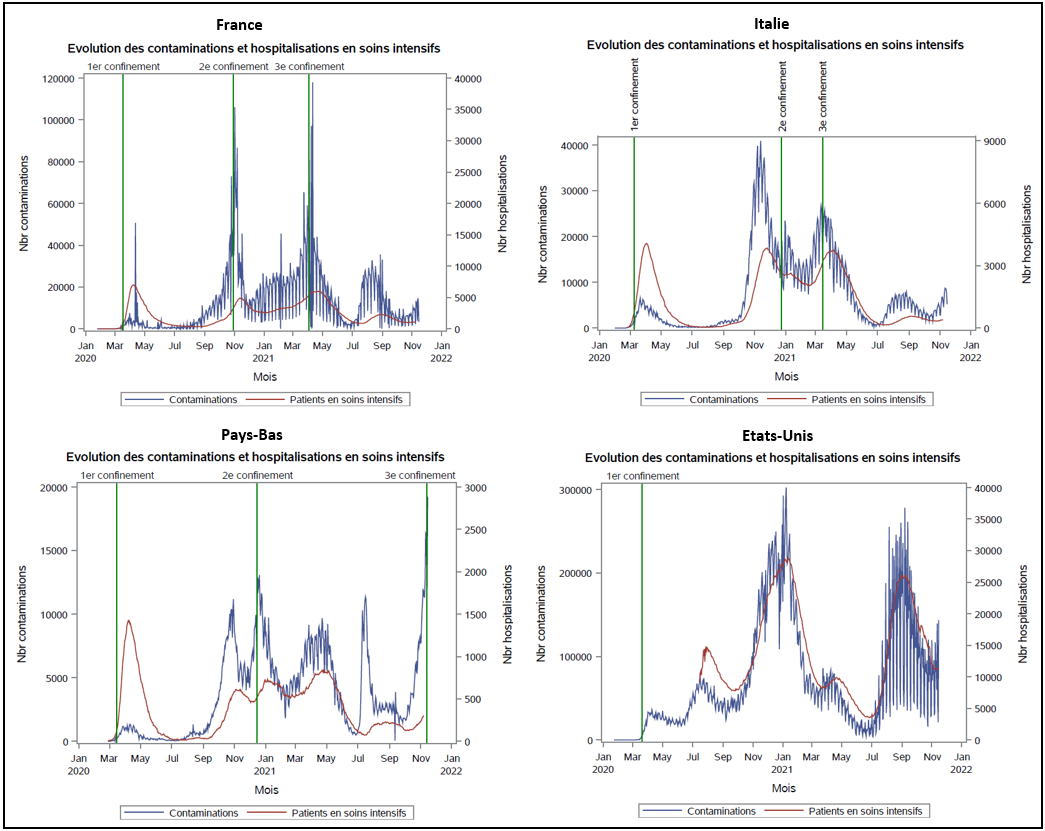 France
Evolution des contaminations et hospitalisations en soins intensifs
1er confinement 2e confinement 3e confinement
120000
100000
80000
60000
40000
20000
0
Nbr contaminations
40000
35000
30000
25000
20000
15000
10000
5000
0
Nbr hospitalisations
Jan Mar May Jul Sep Nov Jan Mar May Jul Sep Nov Jan
2020 2021 2022
Mois
Contaminations Patients en soins intensifs
Italie
Evolution des contaminations et hospitalisations en soins intensifs
1er confinement
2e confinement
3e confinement
40000
30000
20000
10000
0
Nbr contaminations
9000
6000
3000
0
Nbr hospitalisations
Jan Mar May Jul Sep Nov Jan Mar May Jul Sep Nov Jan
2020 2021 2022
Mois
Contaminations Patients en soins intensifs
Pays-Bas
Evolution des contaminations et hospitalisations en soins intensifs
1er confinement 2e confinement 3e confinement
20000
15000
10000
5000
0
Nbr contaminations
3000
2500
2000
1500
1000
500
0
Nbr hospitalisations
Jan Mar May Jul Sep Nov Jan Mar May Jul Sep Nov Jan
2020 2021 2022
Mois
Contaminations Patients en soins intensifs
Etats-Unis
Evolution des contaminations et hospitalisations en soins intensifs
1er confinement
300000
200000
100000
0
Nbr contaminations
40000
35000
30000
25000
20000
15000
10000
5000
0
Nbr hospitalisations
Jan Mar May Jul Sep Nov Jan Mar May Jul Sep Nov Jan
2020 2021 2022
Mois
Contaminations Patients en soins intensifs